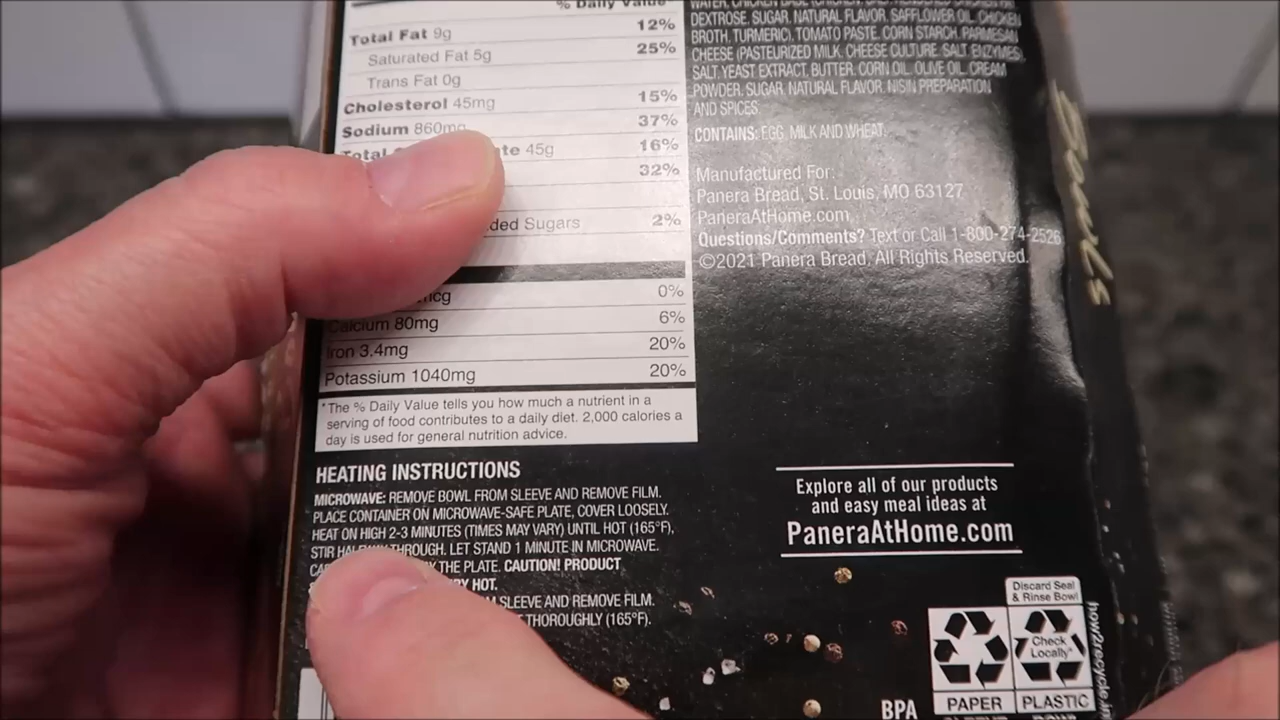 % Daily Value
Total Fat 9g 12%
Saturated Fat 5g 25%
Trans Fat 0g
Cholesterol 45mg 15%
Sodium 860mg 37%
Total te 45g 16%
32%
ded Sugars 2%
mcg 0%
Calcium 80mg 6%
Iron 3.4mg 20%
Potassium 1040mg 20%
*The % Daily Value tells you how much a nutrient in a
serving of food contributes to a daily diet. 2,000 calories a
day is used for general nutrition advice.
HEATING INSTRUCTIONS
MICROWAVE: REMOVE BOWL FROM SLEEVE AND REMOVE FILM.
PLACE CONTAINER ON MICROWAVE-SAFE PLATE, COVER LOOSELY.
HEAT ON HIGH 2-3 MINUTES (TIMES MAY VARY) UNTIL HOT (165°F),
STIR HALFWAY THROUGH. LET STAND 1 MINUTE IN MICROWAVE.
THE PLATE. CAUTION! PRODUCT
HOT.
SLEEVE AND REMOVE FILM.
THOROUGHLY (165°F).
WATER, CHICKEN BASE
DEXTROSE, SUGAR, NATURAL FLAVOR, SAFFLOWER OIL, CHICKEN
BROTH, TURMERIC), TOMATO PASTE, CORN STARCH, PARMESAN
CHEESE (PASTEURIZED MILK, CHEESE CULTURE, SALT, ENZYMES),
SALT, YEAST EXTRACT, BUTTER, CORN OIL, OLIVE OIL, CREAM
POWDER, SUGAR, NATURAL FLAVOR, NISIN PREPARATION
AND SPICES.
CONTAINS: EGG, MILK AND WHEAT.
Manufactured For:
Panera Bread, St. Louis, MO 63127
PaneraAtHome.com
Questions/Comments? Text or Call 1-800-274-2526
©2021 Panera Bread. All Rights Reserved.
Explore all of our products
and easy meal ideas at
PaneraAtHome.com
Discard Seal
& Rinse Bowl
Check
Locally*
PAPER PLASTIC
how2recycle.in
BPA
Bowls